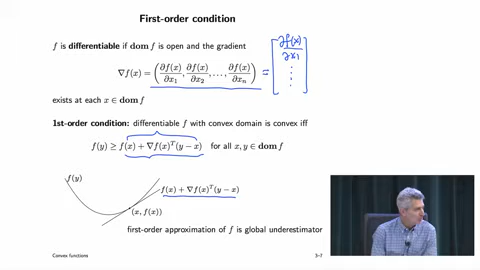 First-order condition
f is differentiable if dom f is open and the gradient
∇f(x) = (∂f(x)/∂x₁, ∂f(x)/∂x₂, …, ∂f(x)/∂xₙ) = [∂f(x)/∂x₁ ⋮ ⋮]
exists at each x ∈ dom f
1st-order condition: differentiable f with convex domain is convex iff
f(y) ≥ f(x) + ∇f(x)ᵀ(y − x) for all x, y ∈ dom f
f(y)
f(x) + ∇f(x)ᵀ(y − x)
(x, f(x))
first-order approximation of f is global underestimator
Convex functions